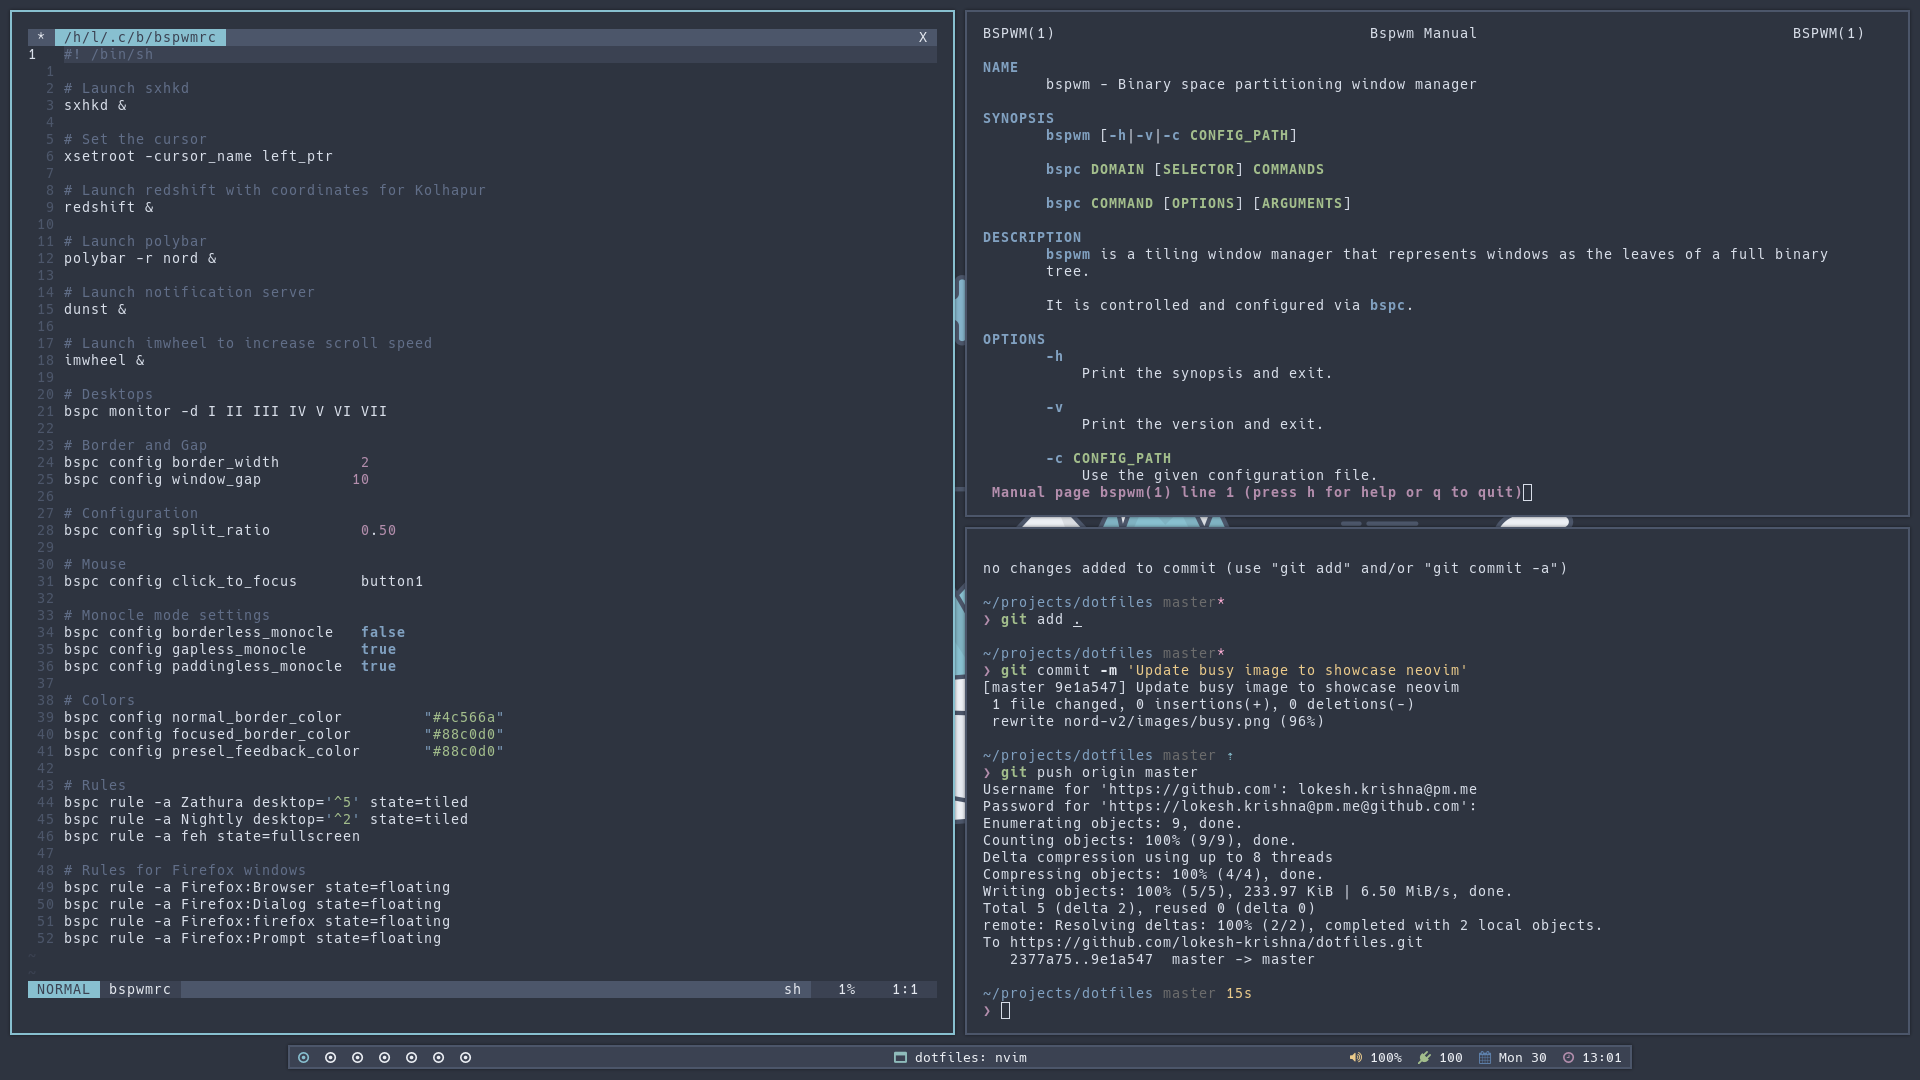 * /h/l/.c/b/bspwmrc X
1 #! /bin/sh
1
2 # Launch sxhkd
3 sxhkd &
4
5 # Set the cursor
6 xsetroot -cursor_name left_ptr
7
8 # Launch redshift with coordinates for Kolhapur
9 redshift &
10
11 # Launch polybar
12 polybar -r nord &
13
14 # Launch notification server
15 dunst &
16
17 # Launch imwheel to increase scroll speed
18 imwheel &
19
20 # Desktops
21 bspc monitor -d I II III IV V VI VII
22
23 # Border and Gap
24 bspc config border_width 2
25 bspc config window_gap 10
26
27 # Configuration
28 bspc config split_ratio 0.50
29
30 # Mouse
31 bspc config click_to_focus button1
32
33 # Monocle mode settings
34 bspc config borderless_monocle false
35 bspc config gapless_monocle true
36 bspc config paddingless_monocle true
37
38 # Colors
39 bspc config normal_border_color "#4c566a"
40 bspc config focused_border_color "#88c0d0"
41 bspc config presel_feedback_color "#88c0d0"
42
43 # Rules
44 bspc rule -a Zathura desktop='^5' state=tiled
45 bspc rule -a Nightly desktop='^2' state=tiled
46 bspc rule -a feh state=fullscreen
47
48 # Rules for Firefox windows
49 bspc rule -a Firefox:Browser state=floating
50 bspc rule -a Firefox:Dialog state=floating
51 bspc rule -a Firefox:firefox state=floating
52 bspc rule -a Firefox:Prompt state=floating
~
~
NORMAL bspwmrc sh 1% 1:1
BSPWM(1) Bspwm Manual BSPWM(1)
NAME
bspwm - Binary space partitioning window manager
SYNOPSIS
bspwm [-h|-v|-c CONFIG_PATH]
bspc DOMAIN [SELECTOR] COMMANDS
bspc COMMAND [OPTIONS] [ARGUMENTS]
DESCRIPTION
bspwm is a tiling window manager that represents windows as the leaves of a full binary
tree.
It is controlled and configured via bspc.
OPTIONS
-h
Print the synopsis and exit.
-v
Print the version and exit.
-c CONFIG_PATH
Use the given configuration file.
Manual page bspwm(1) line 1 (press h for help or q to quit)
no changes added to commit (use "git add" and/or "git commit -a")
~/projects/dotfiles master*
❯ git add .
~/projects/dotfiles master*
❯ git commit -m 'Update busy image to showcase neovim'
[master 9e1a547] Update busy image to showcase neovim
1 file changed, 0 insertions(+), 0 deletions(-)
rewrite nord-v2/images/busy.png (96%)
~/projects/dotfiles master ⇡
❯ git push origin master
Username for 'https://github.com': lokesh.krishna@pm.me
Password for 'https://lokesh.krishna@pm.me@github.com':
Enumerating objects: 9, done.
Counting objects: 100% (9/9), done.
Delta compression using up to 8 threads
Compressing objects: 100% (4/4), done.
Writing objects: 100% (5/5), 233.97 KiB | 6.50 MiB/s, done.
Total 5 (delta 2), reused 0 (delta 0)
remote: Resolving deltas: 100% (2/2), completed with 2 local objects.
To https://github.com/lokesh-krishna/dotfiles.git
2377a75..9e1a547 master -> master
~/projects/dotfiles master 15s
❯
dotfiles: nvim 100% 100 Mon 30 13:01